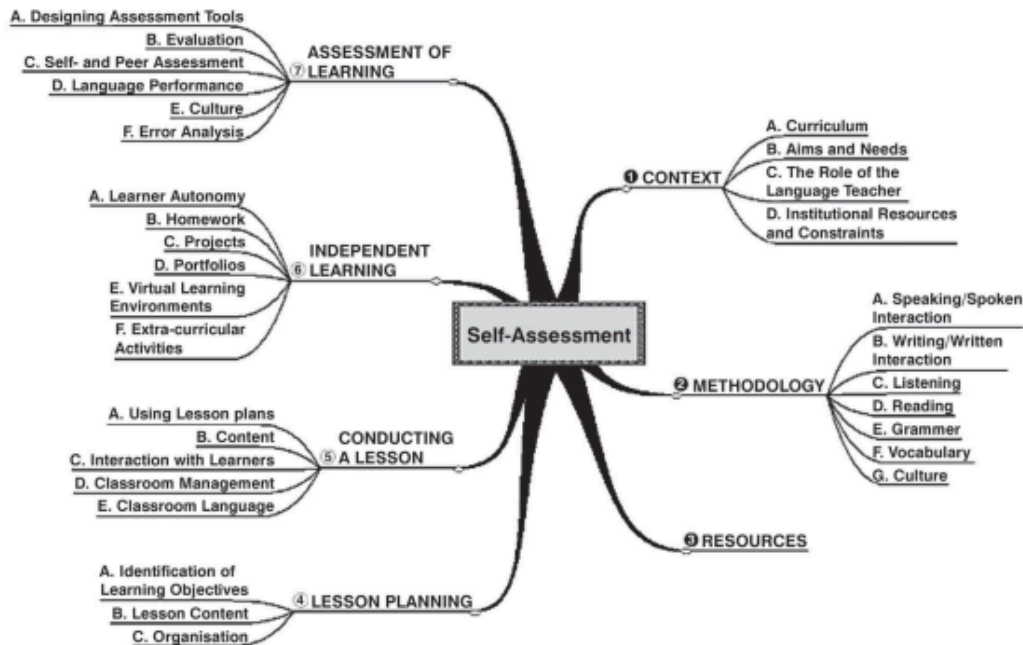 Self-Assessment
❶ CONTEXT
A. Curriculum
B. Aims and Needs
C. The Role of the
Language Teacher
D. Institutional Resources
and Constraints
❷ METHODOLOGY
A. Speaking/Spoken
Interaction
B. Writing/Written
Interaction
C. Listening
D. Reading
E. Grammer
F. Vocabulary
G. Culture
❸ RESOURCES
④ LESSON PLANNING
A. Identification of
Learning Objectives
B. Lesson Content
C. Organisation
CONDUCTING
⑤ A LESSON
A. Using Lesson plans
B. Content
C. Interaction with Learners
D. Classroom Management
E. Classroom Language
INDEPENDENT
⑥ LEARNING
A. Learner Autonomy
B. Homework
C. Projects
D. Portfolios
E. Virtual Learning
Environments
F. Extra-curricular
Activities
ASSESSMENT OF
⑦ LEARNING
A. Designing Assessment Tools
B. Evaluation
C. Self- and Peer Assessment
D. Language Performance
E. Culture
F. Error Analysis